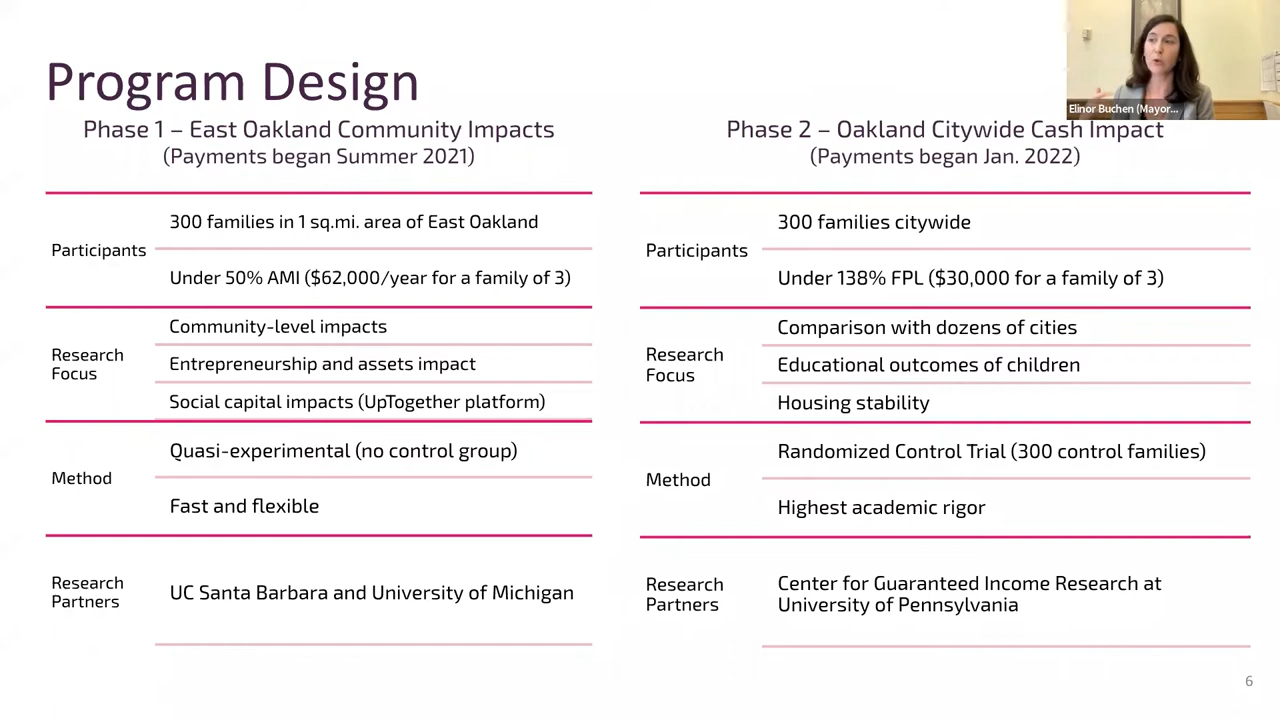 Program Design
Elinor Buchen (Mayor...
Phase 1 – East Oakland Community Impacts
(Payments began Summer 2021)
Participants
300 families in 1 sq.mi. area of East Oakland
Under 50% AMI ($62,000/year for a family of 3)
Research
Focus
Community-level impacts
Entrepreneurship and assets impact
Social capital impacts (UpTogether platform)
Method
Quasi-experimental (no control group)
Fast and flexible
Research
Partners
UC Santa Barbara and University of Michigan
Phase 2 – Oakland Citywide Cash Impact
(Payments began Jan. 2022)
Participants
300 families citywide
Under 138% FPL ($30,000 for a family of 3)
Research
Focus
Comparison with dozens of cities
Educational outcomes of children
Housing stability
Method
Randomized Control Trial (300 control families)
Highest academic rigor
Research
Partners
Center for Guaranteed Income Research at
University of Pennsylvania
6